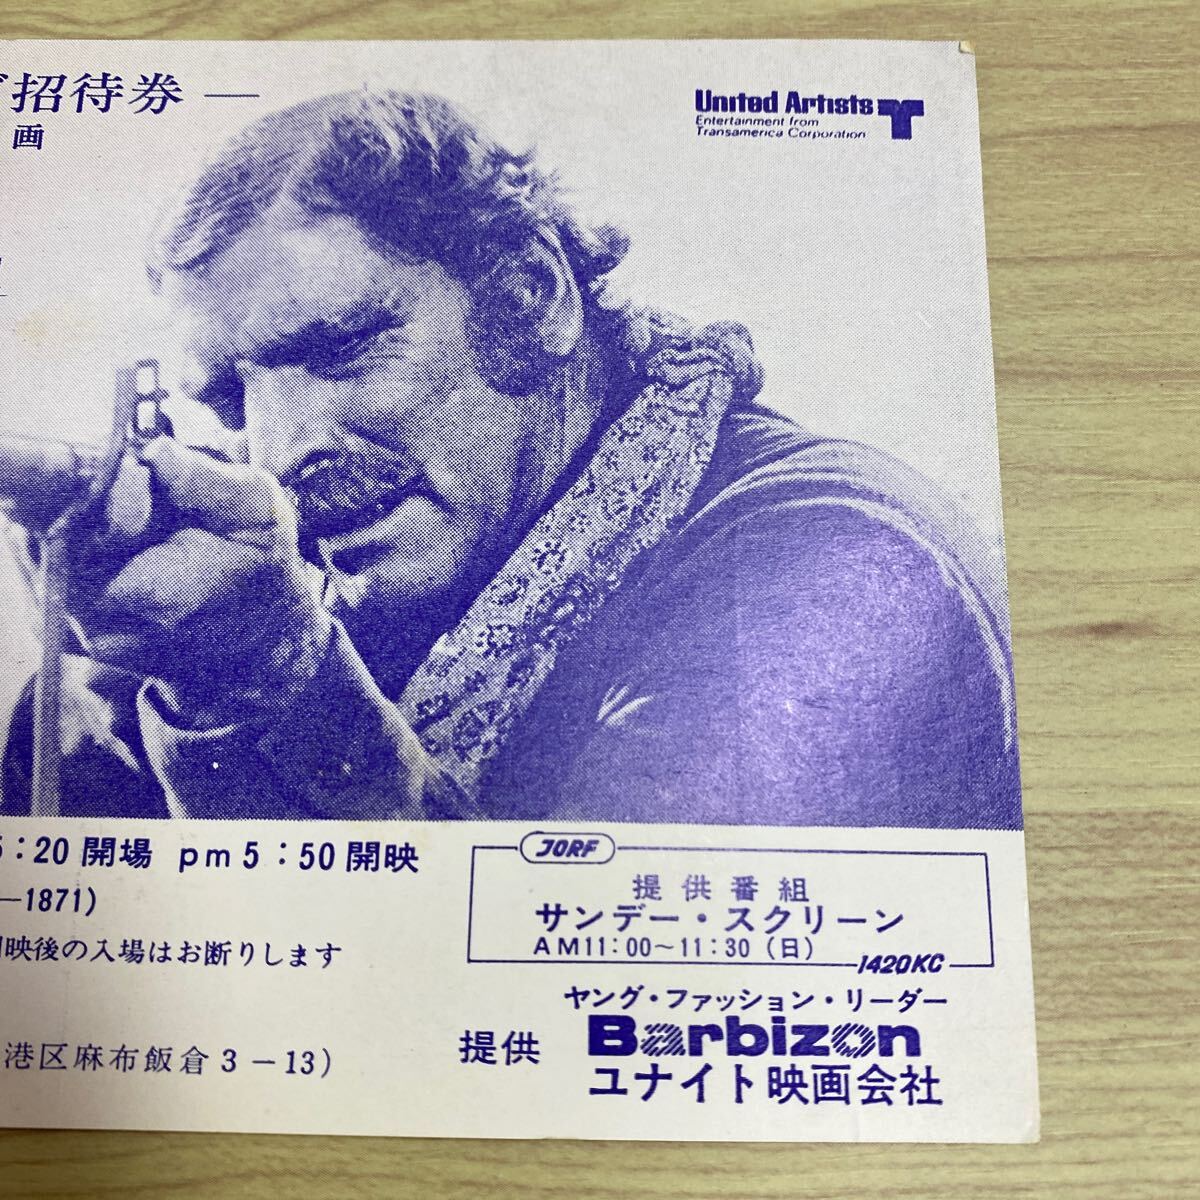 招待券 —
画
United Artists
Entertainment from
Transamerica Corporation
:20開場 pm5:50開映
—1871)
映後の入場はお断りします
港区麻布飯倉3−13)
JORF
提供番組
サンデー・スクリーン
AM11:00〜11:30(日)
1420KC
ヤング・ファッション・リーダー
提供 Barbizon
ユナイト映画会社